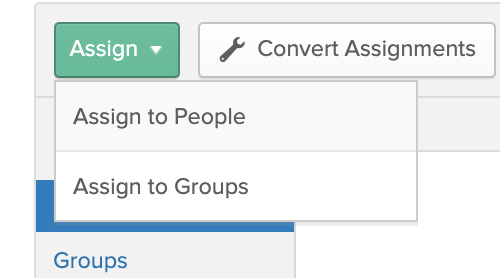 Assign
Convert Assignments
Assign to People
Assign to Groups
Groups